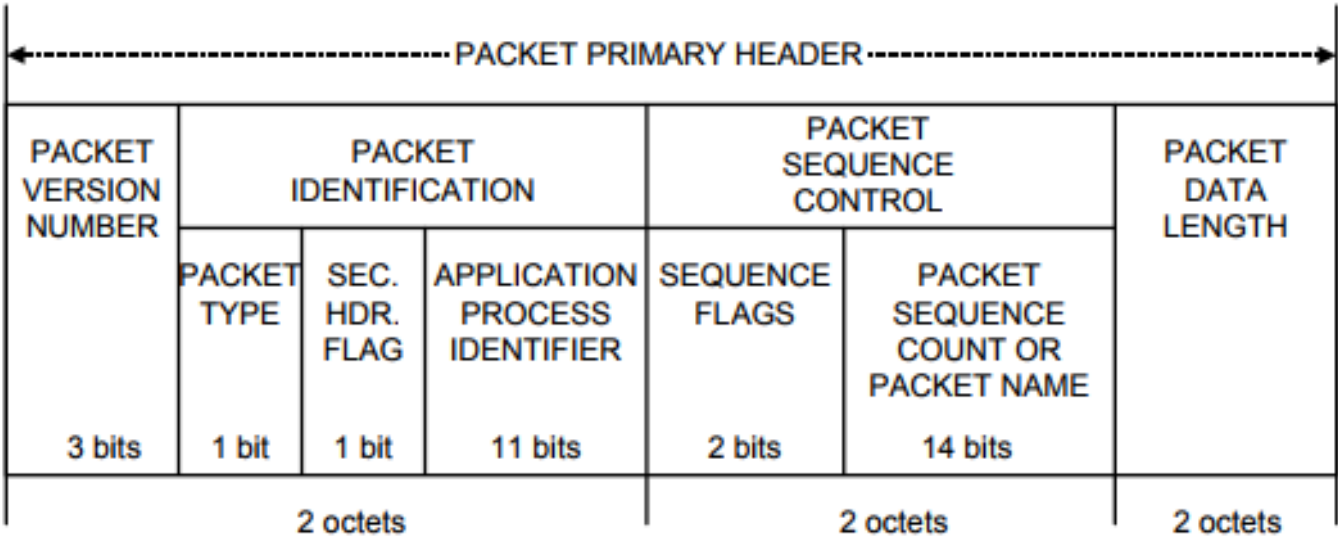 PACKET PRIMARY HEADER
PACKET
VERSION
NUMBER
3 bits
PACKET
IDENTIFICATION
PACKET
TYPE
1 bit
SEC.
HDR.
FLAG
1 bit
APPLICATION
PROCESS
IDENTIFIER
11 bits
PACKET
SEQUENCE
CONTROL
SEQUENCE
FLAGS
2 bits
PACKET
SEQUENCE
COUNT OR
PACKET NAME
14 bits
PACKET
DATA
LENGTH
2 octets
2 octets
2 octets